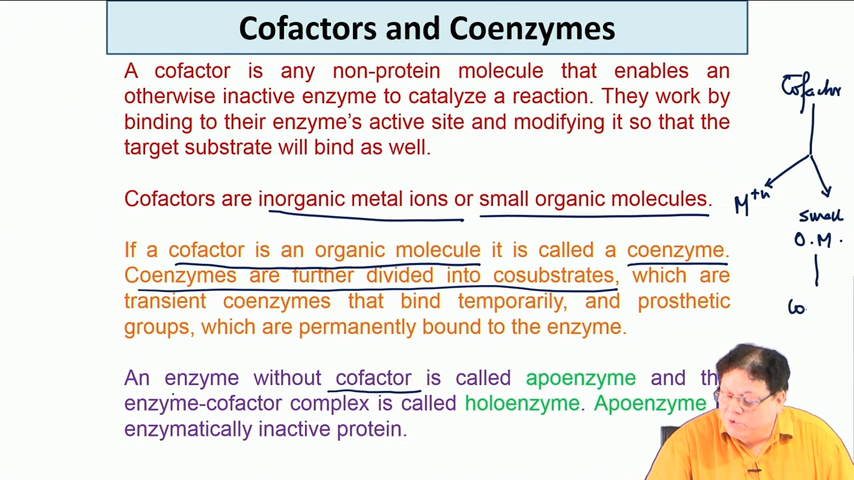 Cofactors and Coenzymes
A cofactor is any non-protein molecule that enables an
otherwise inactive enzyme to catalyze a reaction. They work by
binding to their enzyme's active site and modifying it so that the
target substrate will bind as well.
Cofactors are inorganic metal ions or small organic molecules.
If a cofactor is an organic molecule it is called a coenzyme.
Coenzymes are further divided into cosubstrates, which are
transient coenzymes that bind temporarily, and prosthetic
groups, which are permanently bound to the enzyme.
An enzyme without cofactor is called apoenzyme and
enzyme-cofactor complex is called holoenzyme. Apoenzyme
enzymatically inactive protein.
Cofactor
M+n
small
O.M.
Co